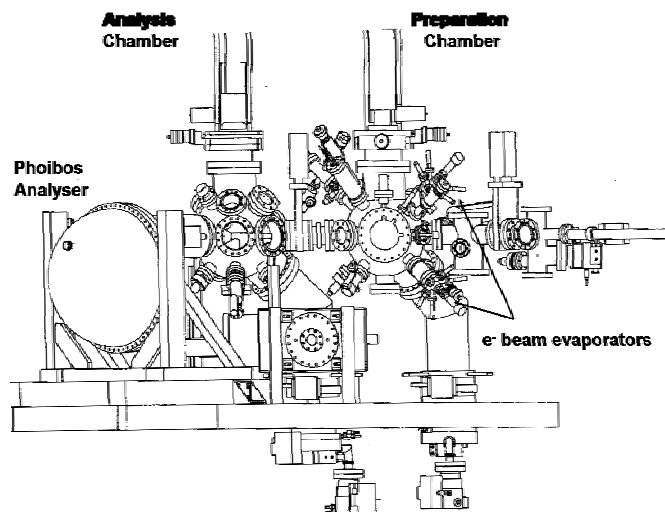 Analysis
Chamber
Preparation
Chamber
Phoibos
Analyser
e- beam evaporators